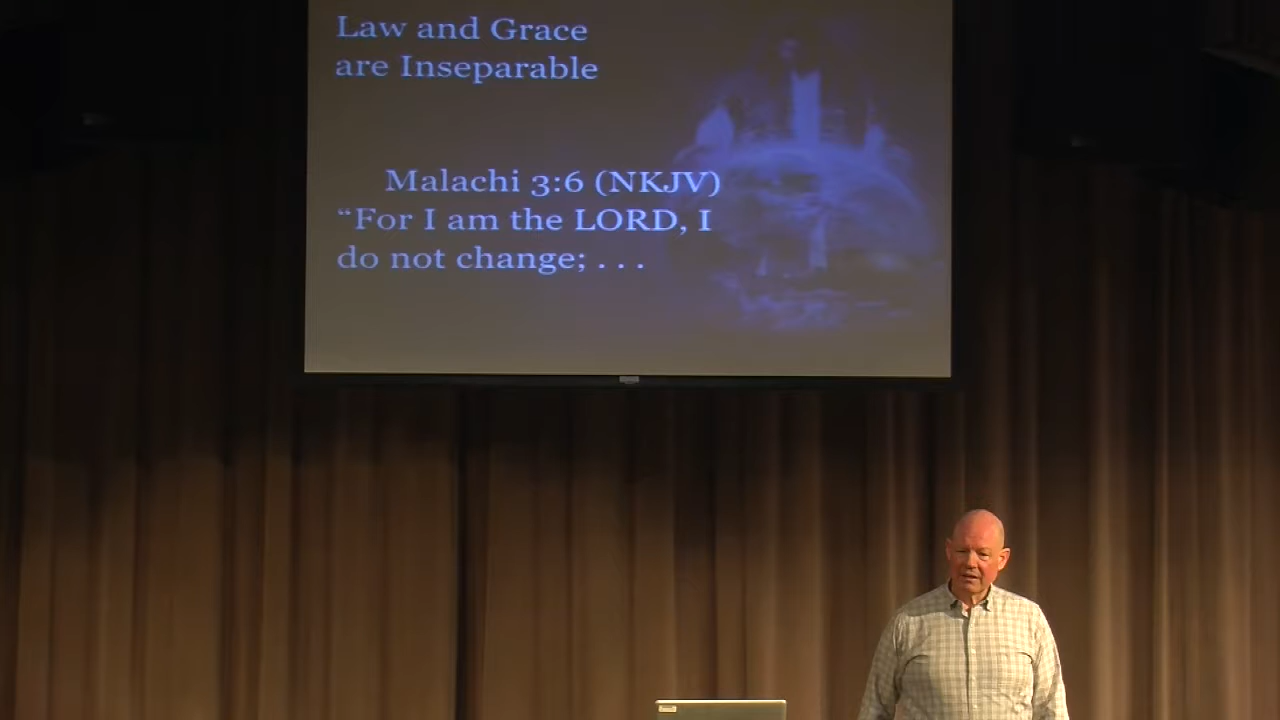 Law and Grace
are Inseparable
Malachi 3:6 (NKJV)
“For I am the LORD, I
do not change; . . .